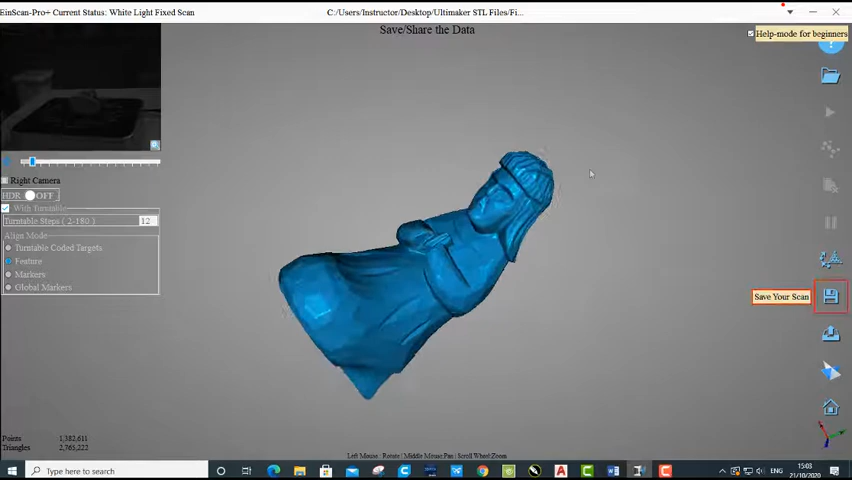 EinScan-Pro+ Current Status: White Light Fixed Scan
C:/Users/Instructor/Desktop/Ultimaker STL Files/Fi...
Save/Share the Data
Help-mode for beginners
Right Camera
HDR OFF
With Turntable
Turntable Steps ( 2-180 ) 12
Align Mode
Turntable Coded Targets
Feature
Markers
Global Markers
Save Your Scan
Points 1,382,611
Triangles 2,765,222
Left Mouse : Rotate | Middle Mouse:Pan | Scroll Wheel:Zoom
Type here to search
ENG
15:03
21/10/2020